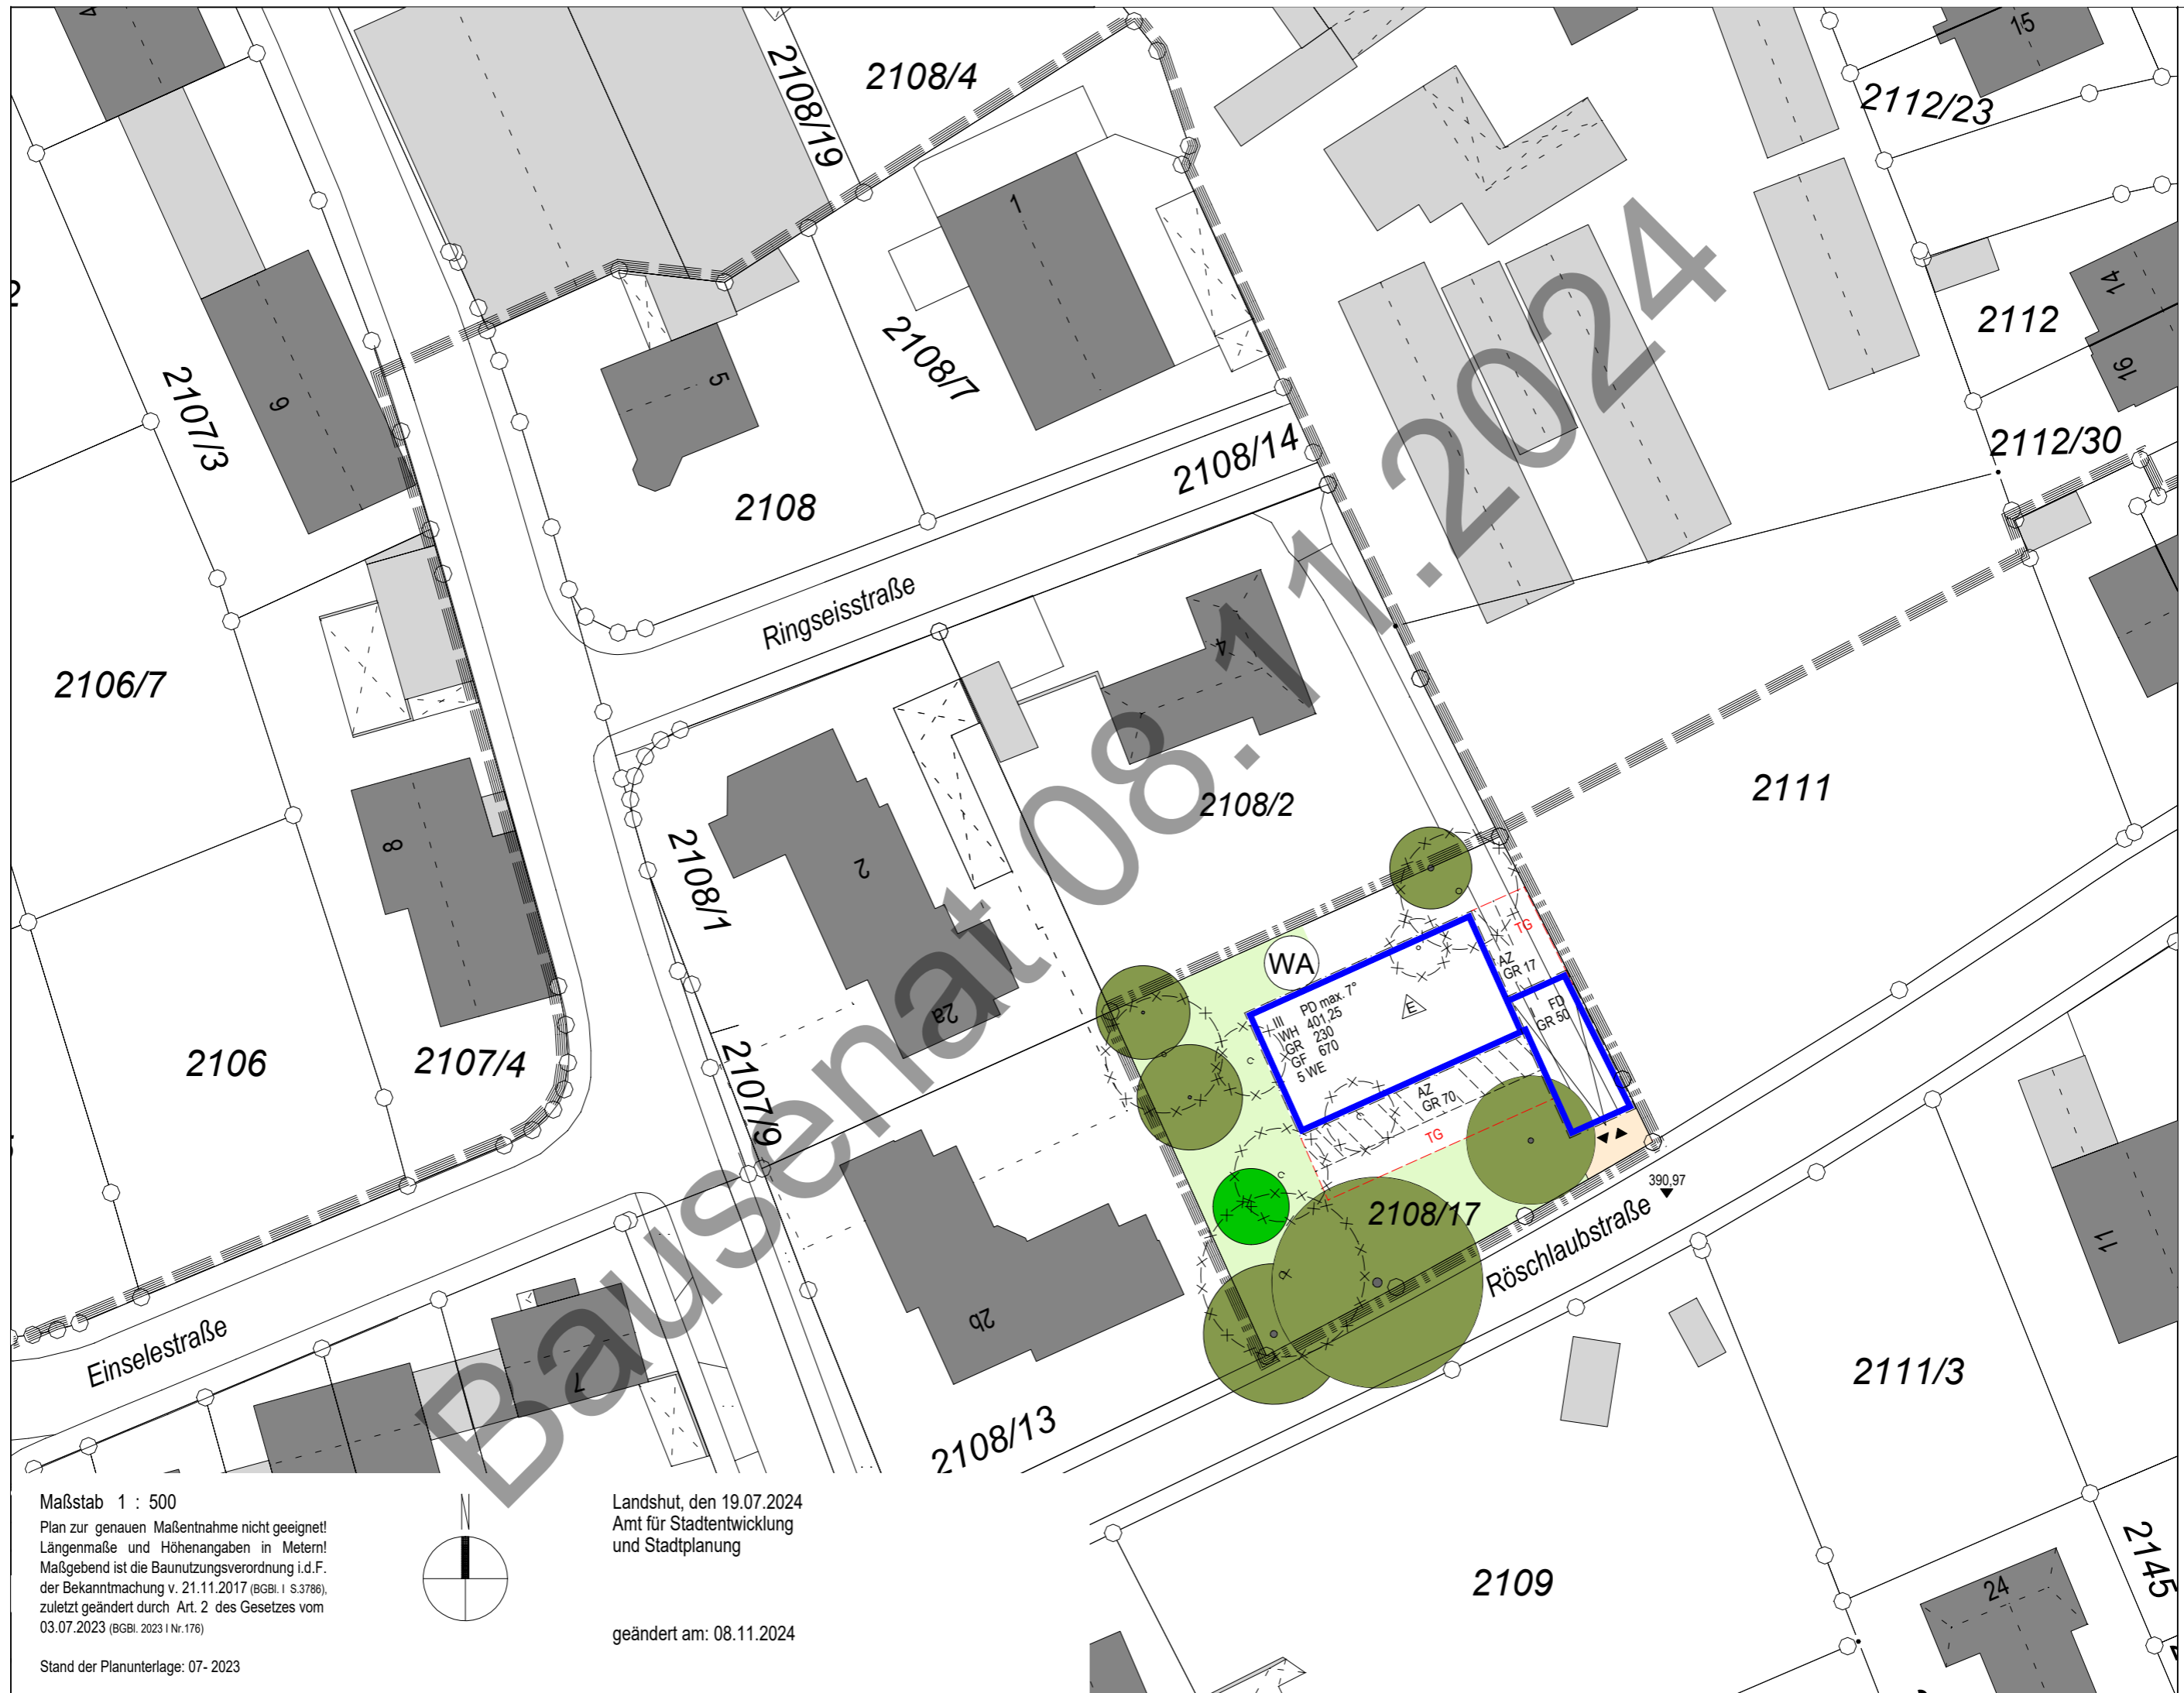 4
2108/4
2108/19
15
2112/23
1
14
2112
16
2112/30
2107/3
9
5
2108/7
2108/14
2108
Ringseisstraße
4
2106/7
2111
2108/2
8
2108/1
2
WA
TG
AZ
GR 17
FD
GR 50
III PD max. 7°
WH 401,25
GR 230
GF 670
5 WE
E
AZ
GR 70
TG
2a
2106
2107/4
2107/9
390,97
2108/17
Röschlaubstraße
11
2b
Einselestraße
7
2111/3
2108/13
Bausenat 08.11.2024
2109
24
2145
Maßstab 1 : 500
Plan zur genauen Maßentnahme nicht geeignet!
Längenmaße und Höhenangaben in Metern!
Maßgebend ist die Baunutzungsverordnung i.d.F.
der Bekanntmachung v. 21.11.2017 (BGBl. I S.3786),
zuletzt geändert durch Art. 2 des Gesetzes vom
03.07.2023 (BGBl. 2023 I Nr.176)
Stand der Planunterlage: 07- 2023
N
Landshut, den 19.07.2024
Amt für Stadtentwicklung
und Stadtplanung
geändert am: 08.11.2024